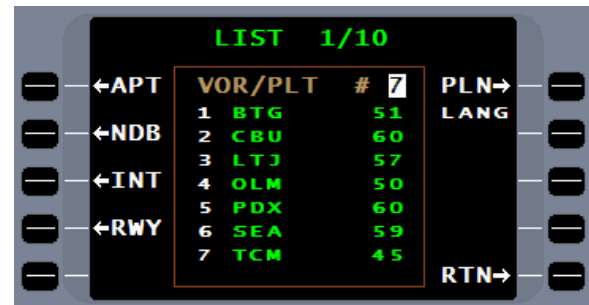 LIST 1/10
←APT VOR/PLT # 7 PLN→
1 BTG 51 LANG
←NDB 2 CBU 60
3 LTJ 57
←INT 4 OLM 50
5 PDX 60
←RWY 6 SEA 59
7 TCM 45
RTN→